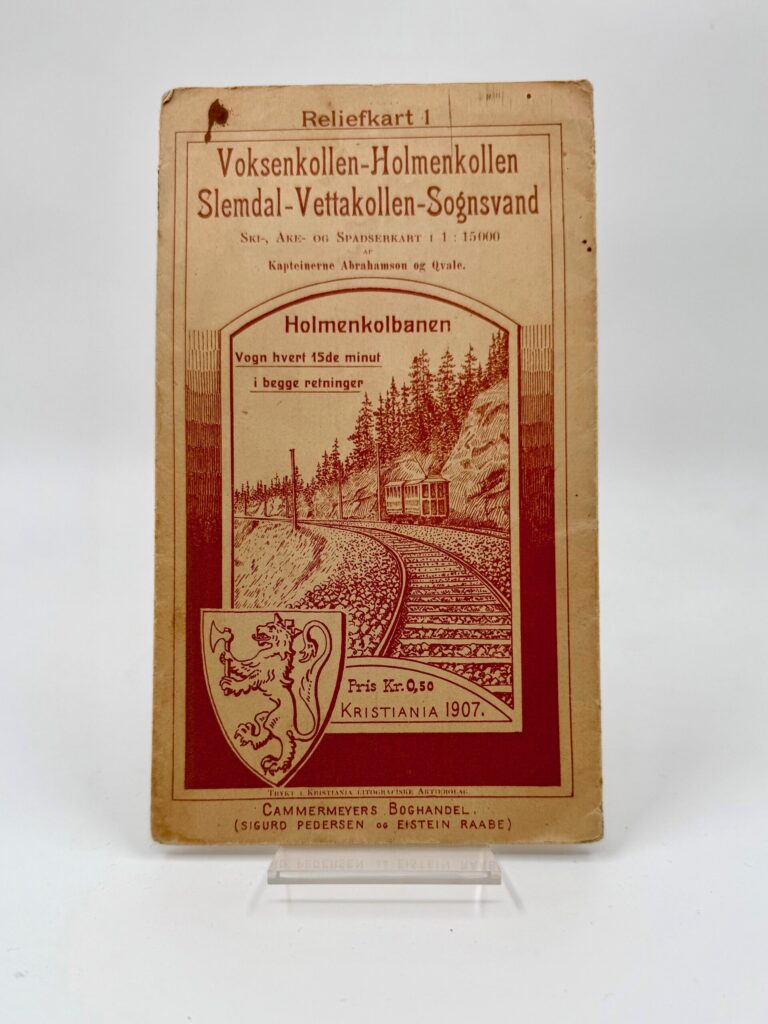 Reliefkart 1
Voksenkollen-Holmenkollen
Slemdal-Vettakollen-Sognsvand
Ski-, Ake- og Spadserkart i 1 : 15000
af
Kapteinerne Abrahamson og Qvale.
Holmenkolbanen
Vogn hvert 15de minut
i begge retninger
Pris Kr. 0,50
Kristiania 1907.
Trykt i Kristiania Litografiske Aktiebolag.
Cammermeyers Boghandel.
(Sigurd Pedersen og Eistein Raabe)